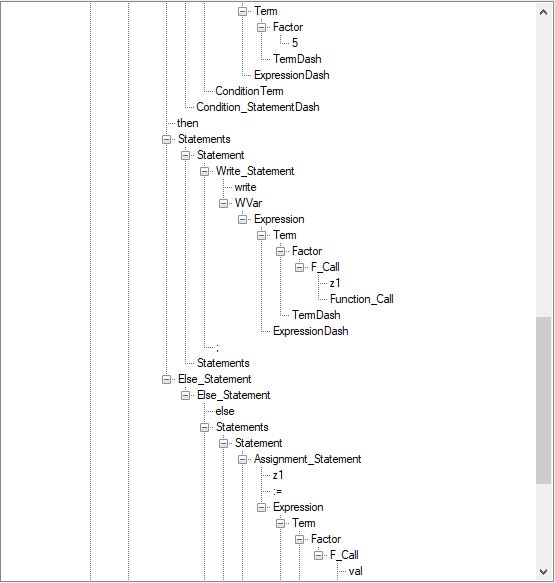 Term
Factor
5
TermDash
ExpressionDash
ConditionTerm
Condition_StatementDash
then
Statements
Statement
Write_Statement
write
WVar
Expression
Term
Factor
F_Call
z1
Function_Call
TermDash
ExpressionDash
;
Statements
Else_Statement
Else_Statement
else
Statements
Statement
Assignment_Statement
z1
:=
Expression
Term
Factor
F_Call
val